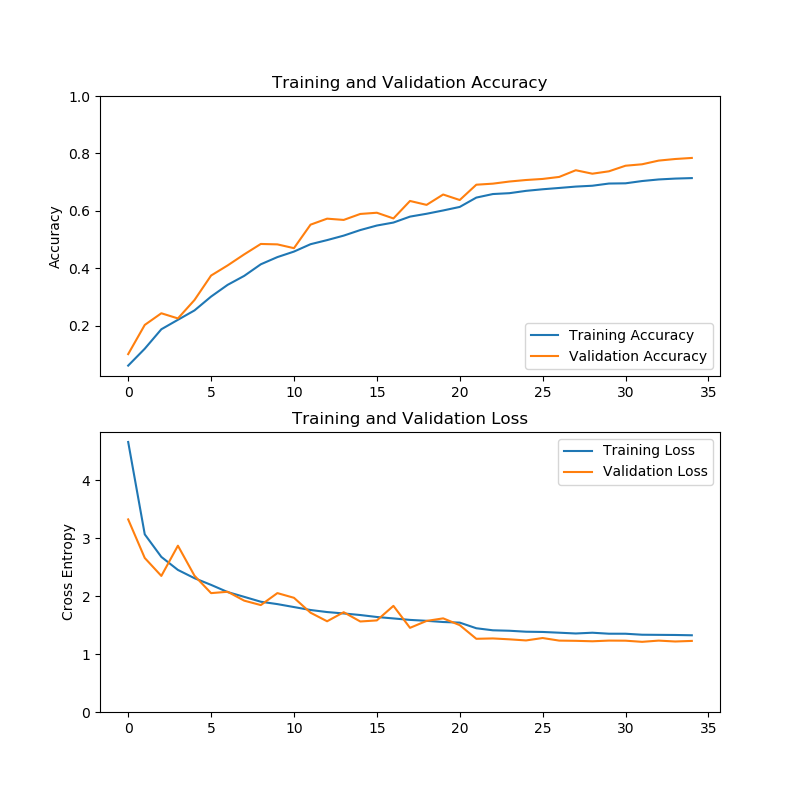 Training and Validation Accuracy
1.0
0.8
0.6
0.4
0.2
Accuracy
Training Accuracy
Validation Accuracy
0 5 10 15 20 25 30 35
Training and Validation Loss
4
3
2
1
0
Cross Entropy
Training Loss
Validation Loss
0 5 10 15 20 25 30 35